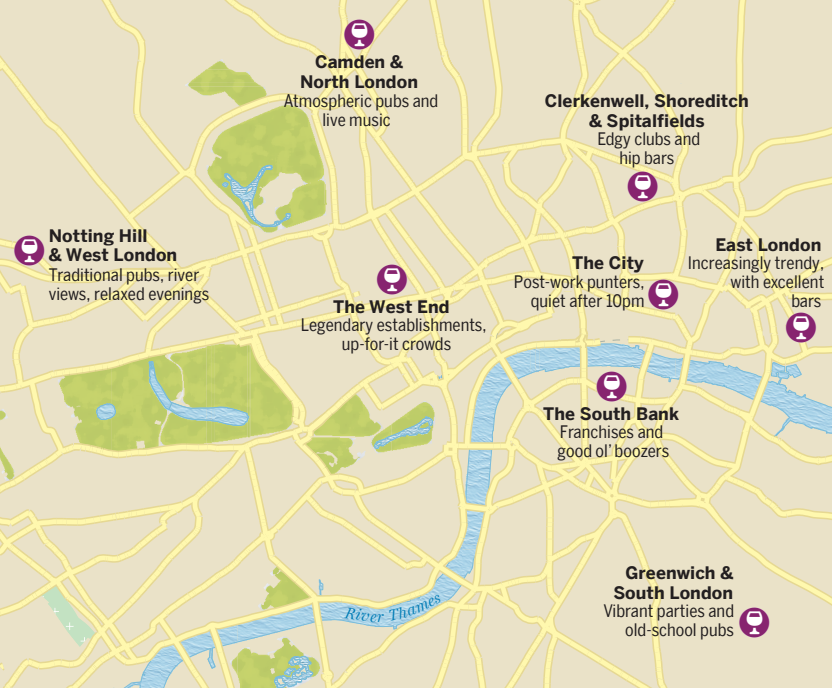 Camden &
North London
Atmospheric pubs and
live music
Clerkenwell, Shoreditch
& Spitalfields
Edgy clubs and
hip bars
Notting Hill
& West London
Traditional pubs, river
views, relaxed evenings
The West End
Legendary establishments,
up-for-it crowds
The City
Post-work punters,
quiet after 10pm
East London
Increasingly trendy,
with excellent
bars
The South Bank
Franchises and
good ol' boozers
Greenwich &
South London
Vibrant parties and
old-school pubs
River Thames